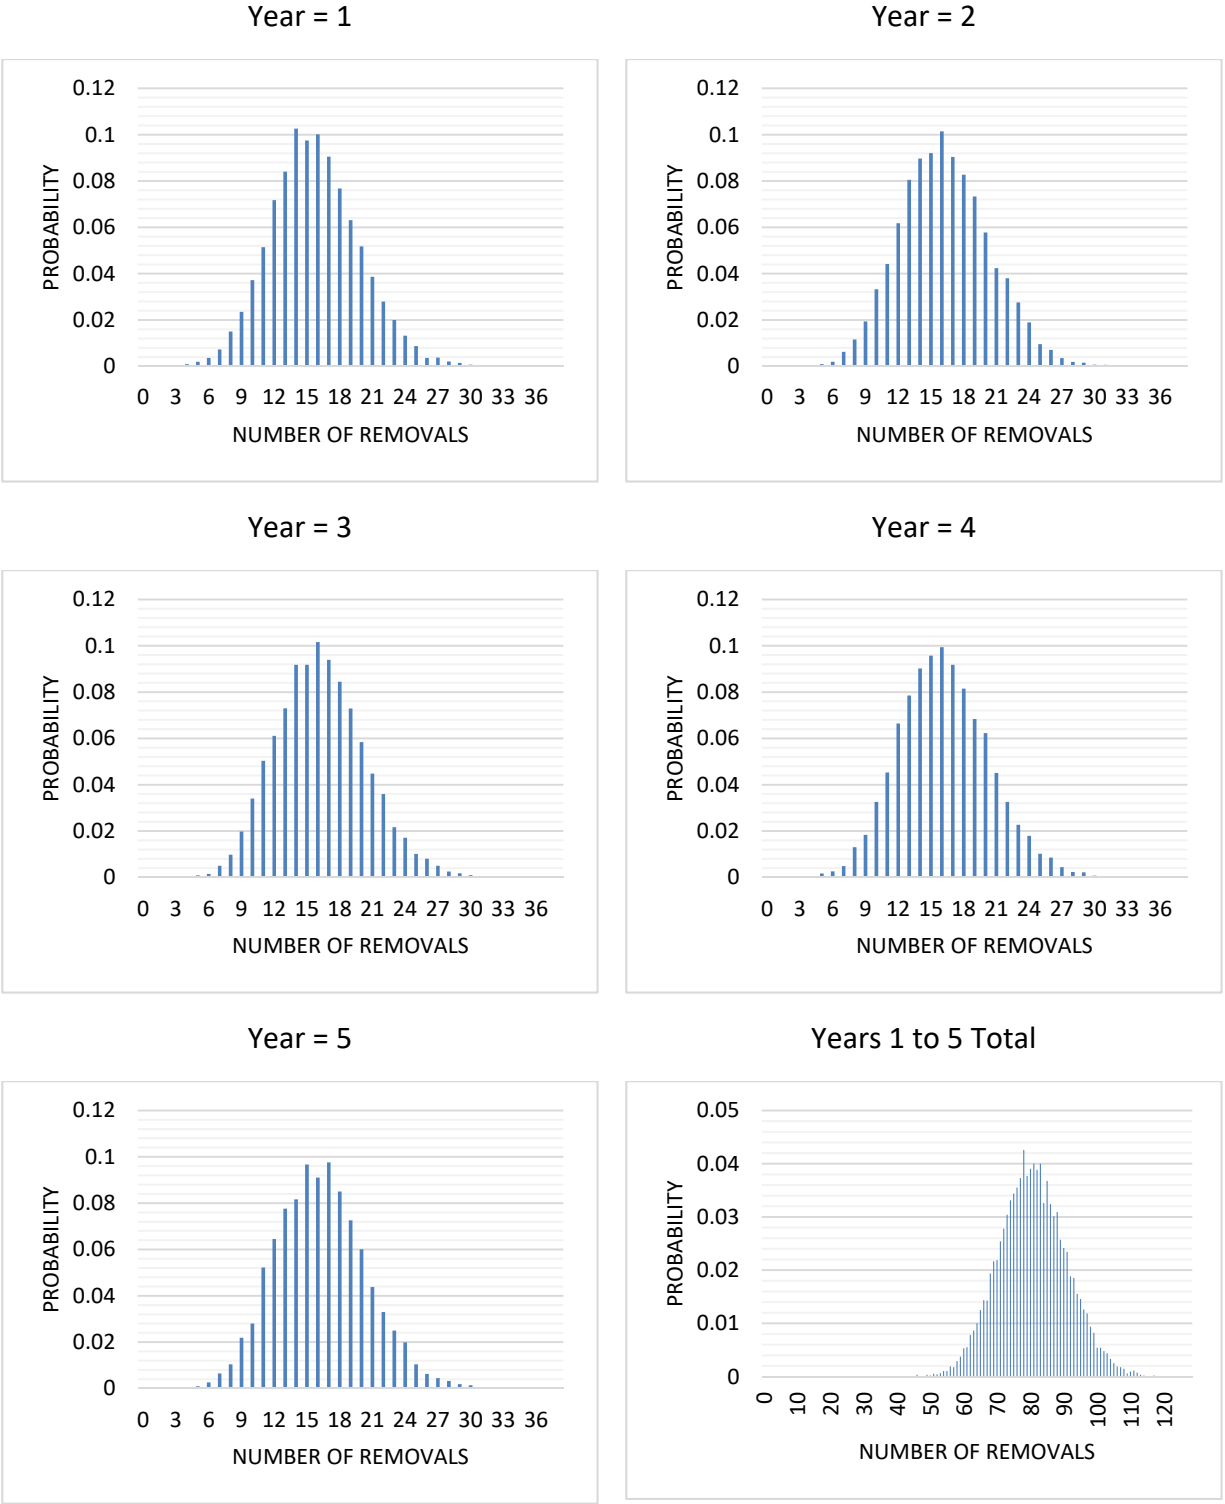 Year = 1
Year = 2
0.12
0.1
0.08
0.06
0.04
0.02
0
PROBABILITY
0 3 6 9 12 15 18 21 24 27 30 33 36
NUMBER OF REMOVALS
0.12
0.1
0.08
0.06
0.04
0.02
0
PROBABILITY
0 3 6 9 12 15 18 21 24 27 30 33 36
NUMBER OF REMOVALS
Year = 3
Year = 4
0.12
0.1
0.08
0.06
0.04
0.02
0
PROBABILITY
0 3 6 9 12 15 18 21 24 27 30 33 36
NUMBER OF REMOVALS
0.12
0.1
0.08
0.06
0.04
0.02
0
PROBABILITY
0 3 6 9 12 15 18 21 24 27 30 33 36
NUMBER OF REMOVALS
Year = 5
Years 1 to 5 Total
0.12
0.1
0.08
0.06
0.04
0.02
0
PROBABILITY
0 3 6 9 12 15 18 21 24 27 30 33 36
NUMBER OF REMOVALS
0.05
0.04
0.03
0.02
0.01
0
PROBABILITY
0 10 20 30 40 50 60 70 80 90 100 110 120
NUMBER OF REMOVALS